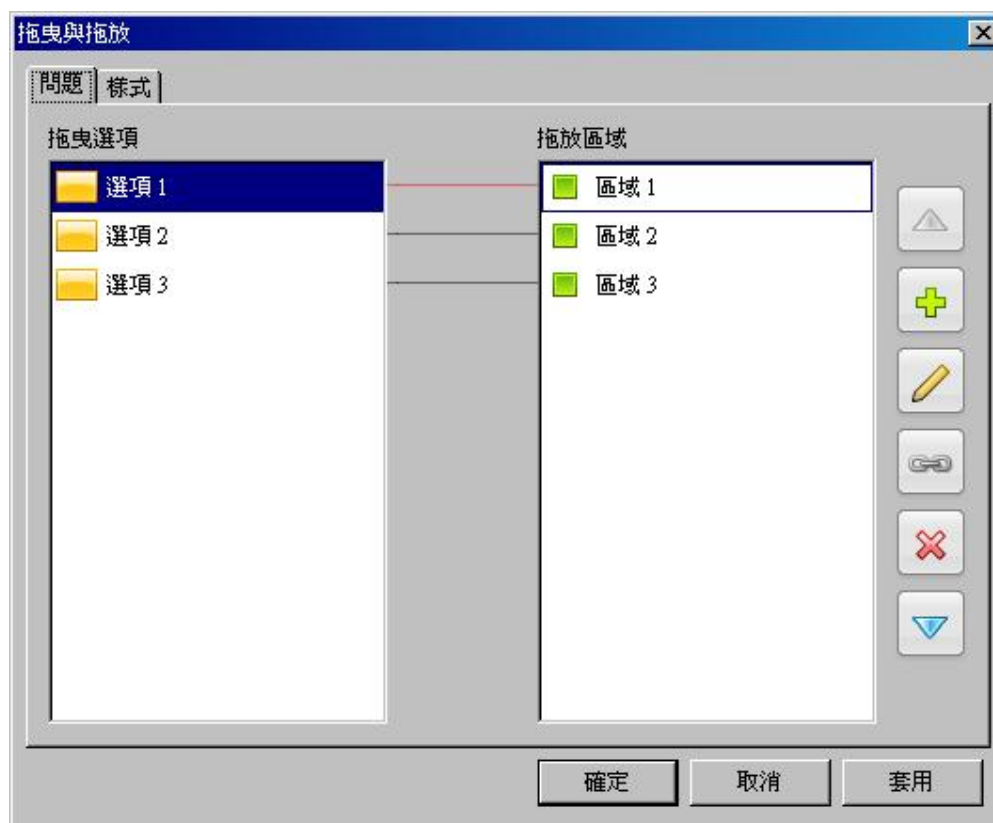 拖曳與拖放
問題 樣式
拖曳選項 拖放區域
選項 1 區域 1
選項 2 區域 2
選項 3 區域 3
確定 取消 套用